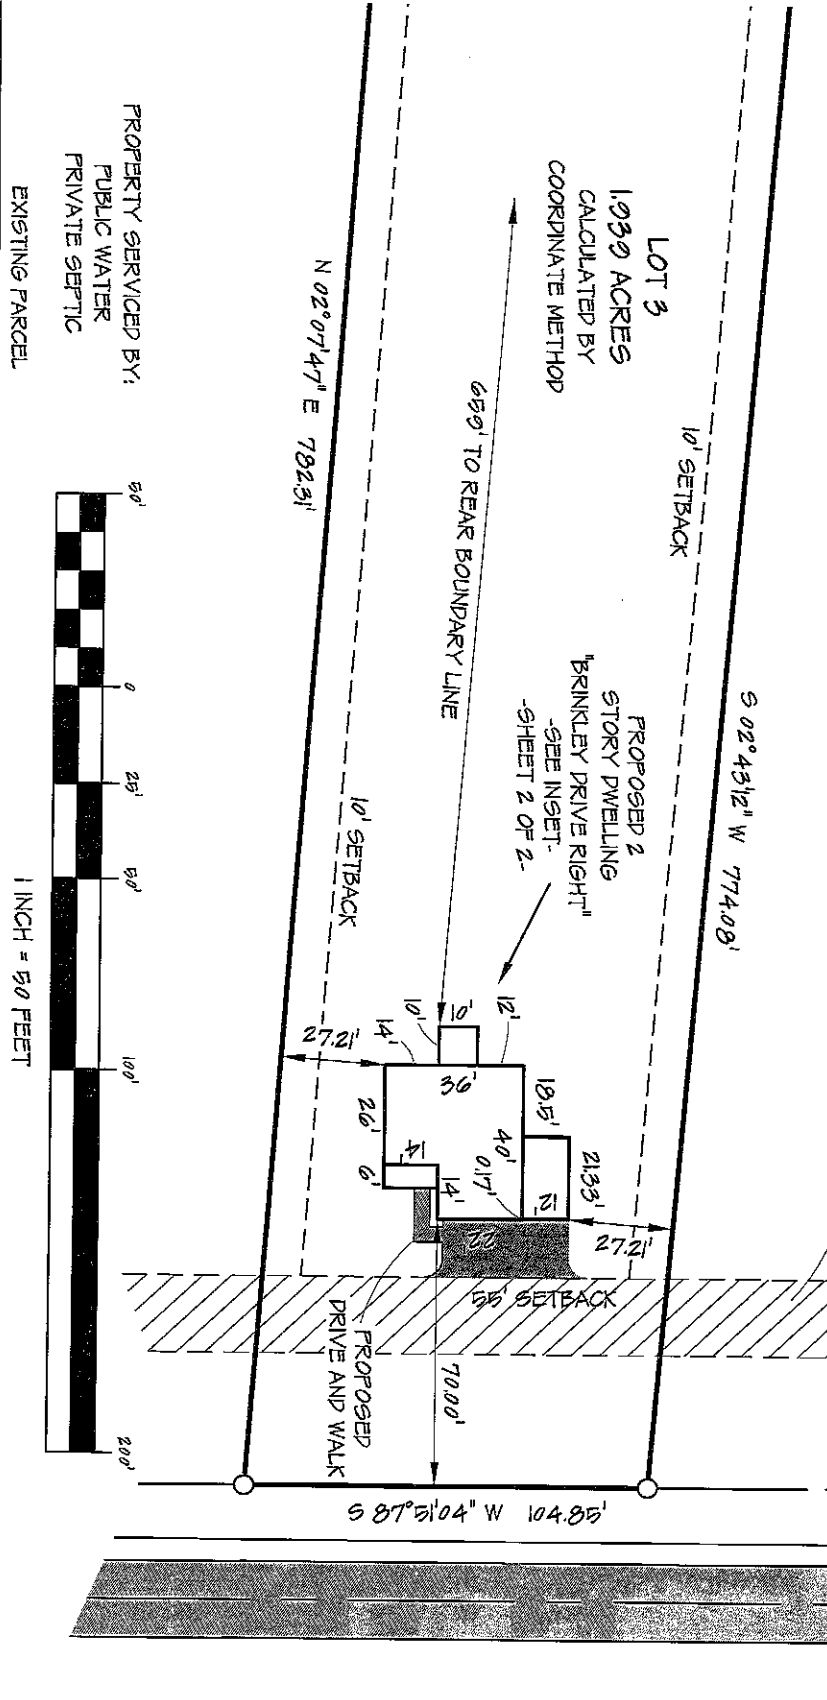 LOT 3
1.939 ACRES
CALCULATED BY
COORDINATE METHOD
10' SETBACK
S 02°43'12" W 774.08'
659' TO REAR BOUNDARY LINE
N 02°07'47" E 782.31'
PROPERTY SERVICED BY:
PUBLIC WATER
PRIVATE SEPTIC
EXISTING PARCEL
PROPOSED 2
STORY DWELLING
"BRINKLEY DRIVE RIGHT"
-SEE INSET-
-SHEET 2 OF 2-
10' SETBACK
12'
10'
10'
14'
27.21'
36'
18.5'
26'
40'
21.33'
14'
6'
14'
0.17'
12'
22'
27.21'
55' SETBACK
70.00'
PROPOSED
DRIVE AND WALK
S 87°51'04" W 104.85'
50'
0
25'
50'
100'
200'
1 INCH = 50 FEET